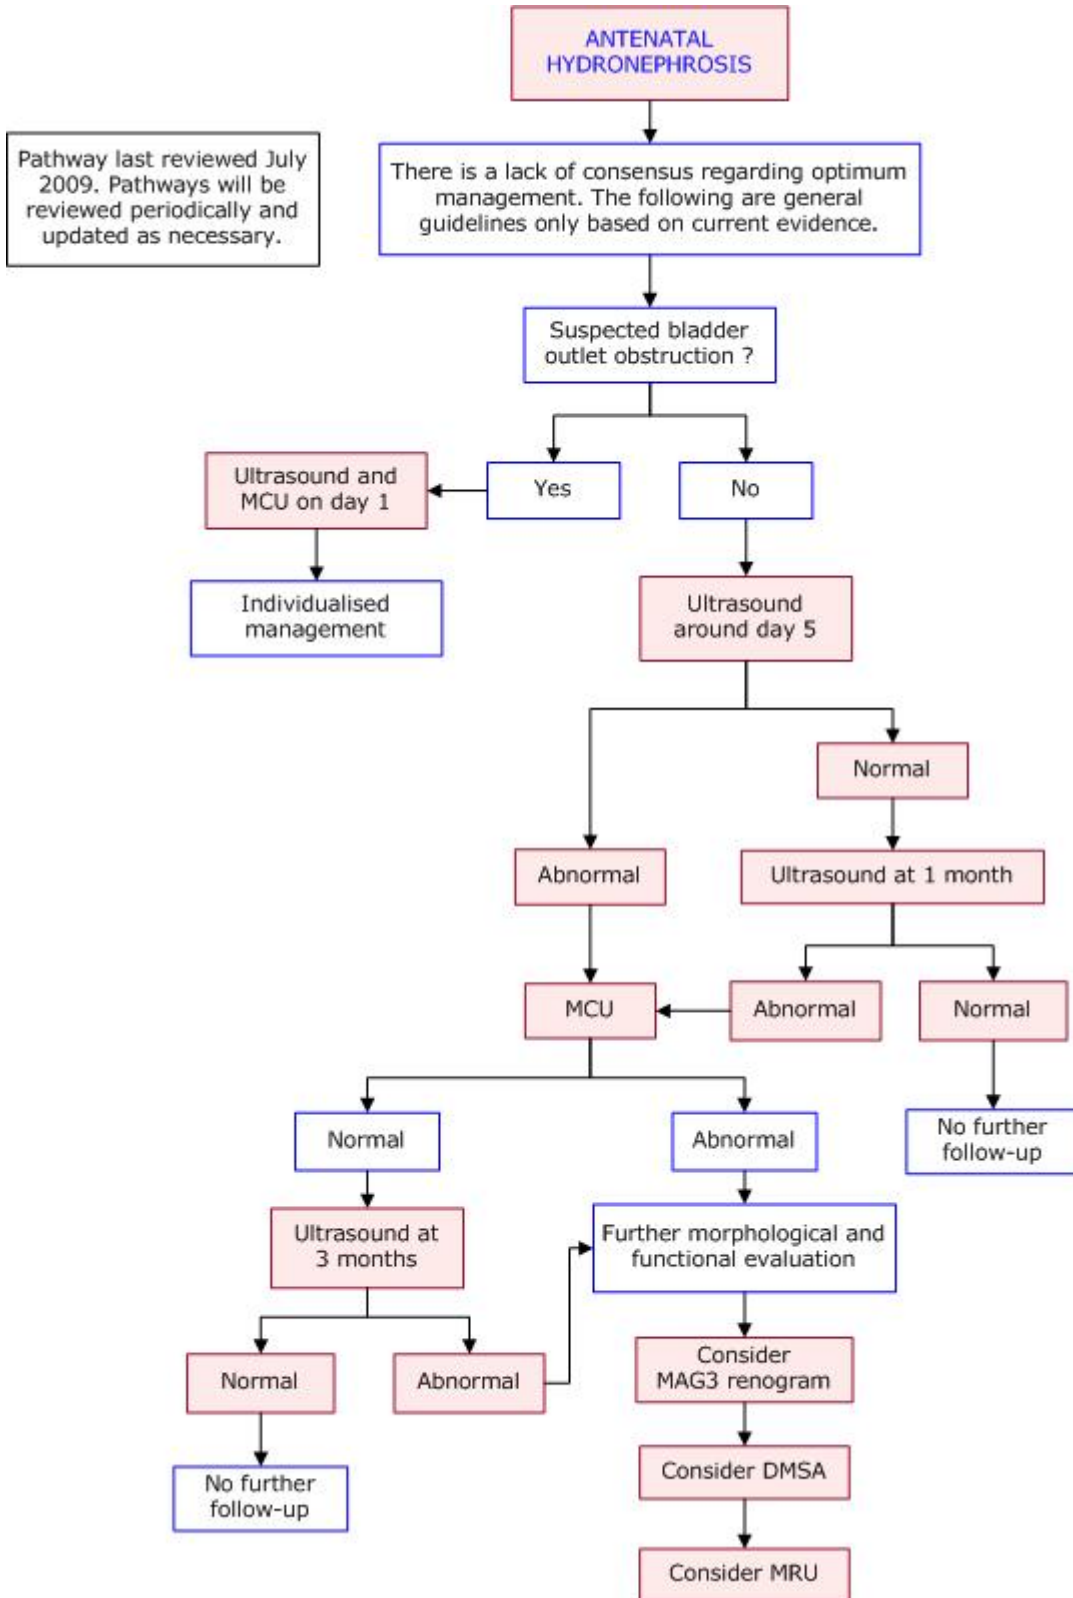 ANTENATAL
HYDRONEPHROSIS
Pathway last reviewed July
2009. Pathways will be
reviewed periodically and
updated as necessary.
There is a lack of consensus regarding optimum
management. The following are general
guidelines only based on current evidence.
Suspected bladder
outlet obstruction ?
Ultrasound and
MCU on day 1
Yes
No
Individualised
management
Ultrasound
around day 5
Normal
Abnormal
Ultrasound at 1 month
MCU
Abnormal
Normal
Normal
Abnormal
No further
follow-up
Ultrasound at
3 months
Further morphological and
functional evaluation
Normal
Abnormal
Consider
MAG3 renogram
No further
follow-up
Consider DMSA
Consider MRU